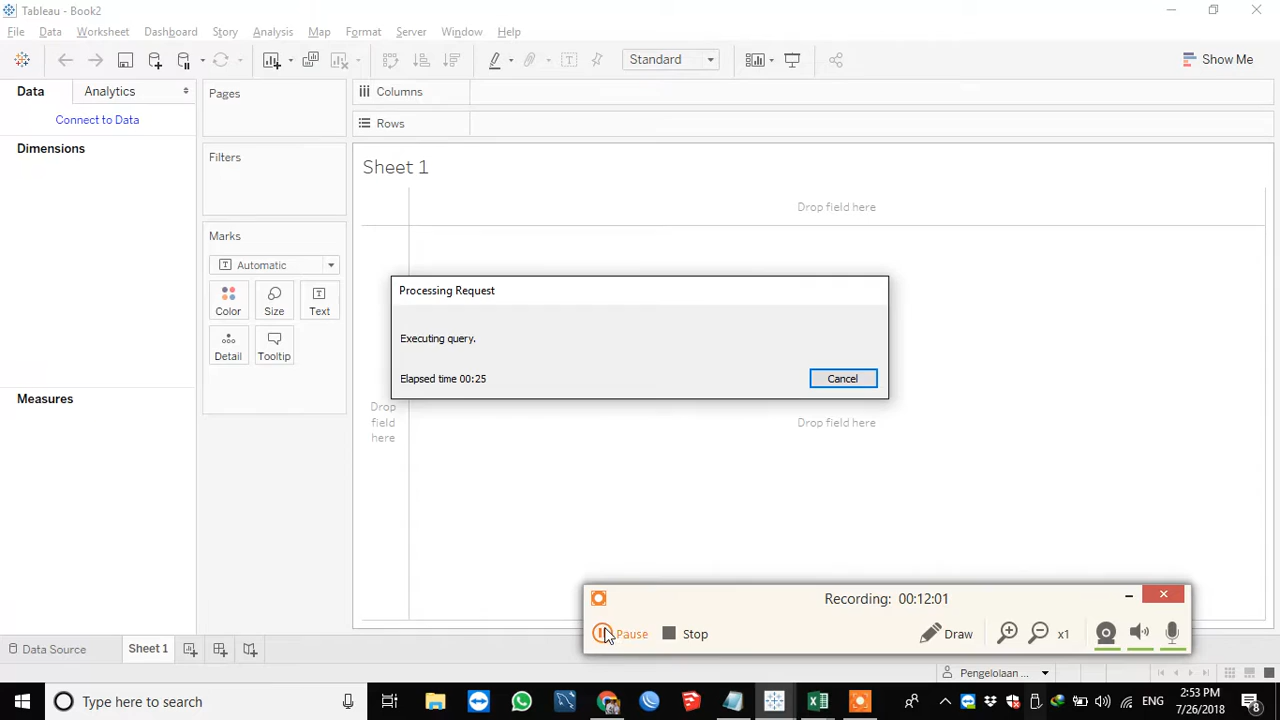 Tableau - Book2
File Data Worksheet Dashboard Story Analysis Map Format Server Window Help
Standard
Show Me
Data Analytics
Connect to Data
Dimensions
Measures
Pages
Filters
Marks
Automatic
Color Size Text
Detail Tooltip
Columns
Rows
Sheet 1
Drop field here
Drop
field
here
Drop field here
Processing Request
Executing query.
Elapsed time 00:25
Cancel
Recording: 00:12:01
Pause Stop
Draw
x1
Data Source Sheet 1
Pengelolaan ...
Type here to search
ENG
2:53 PM
7/26/2018
8